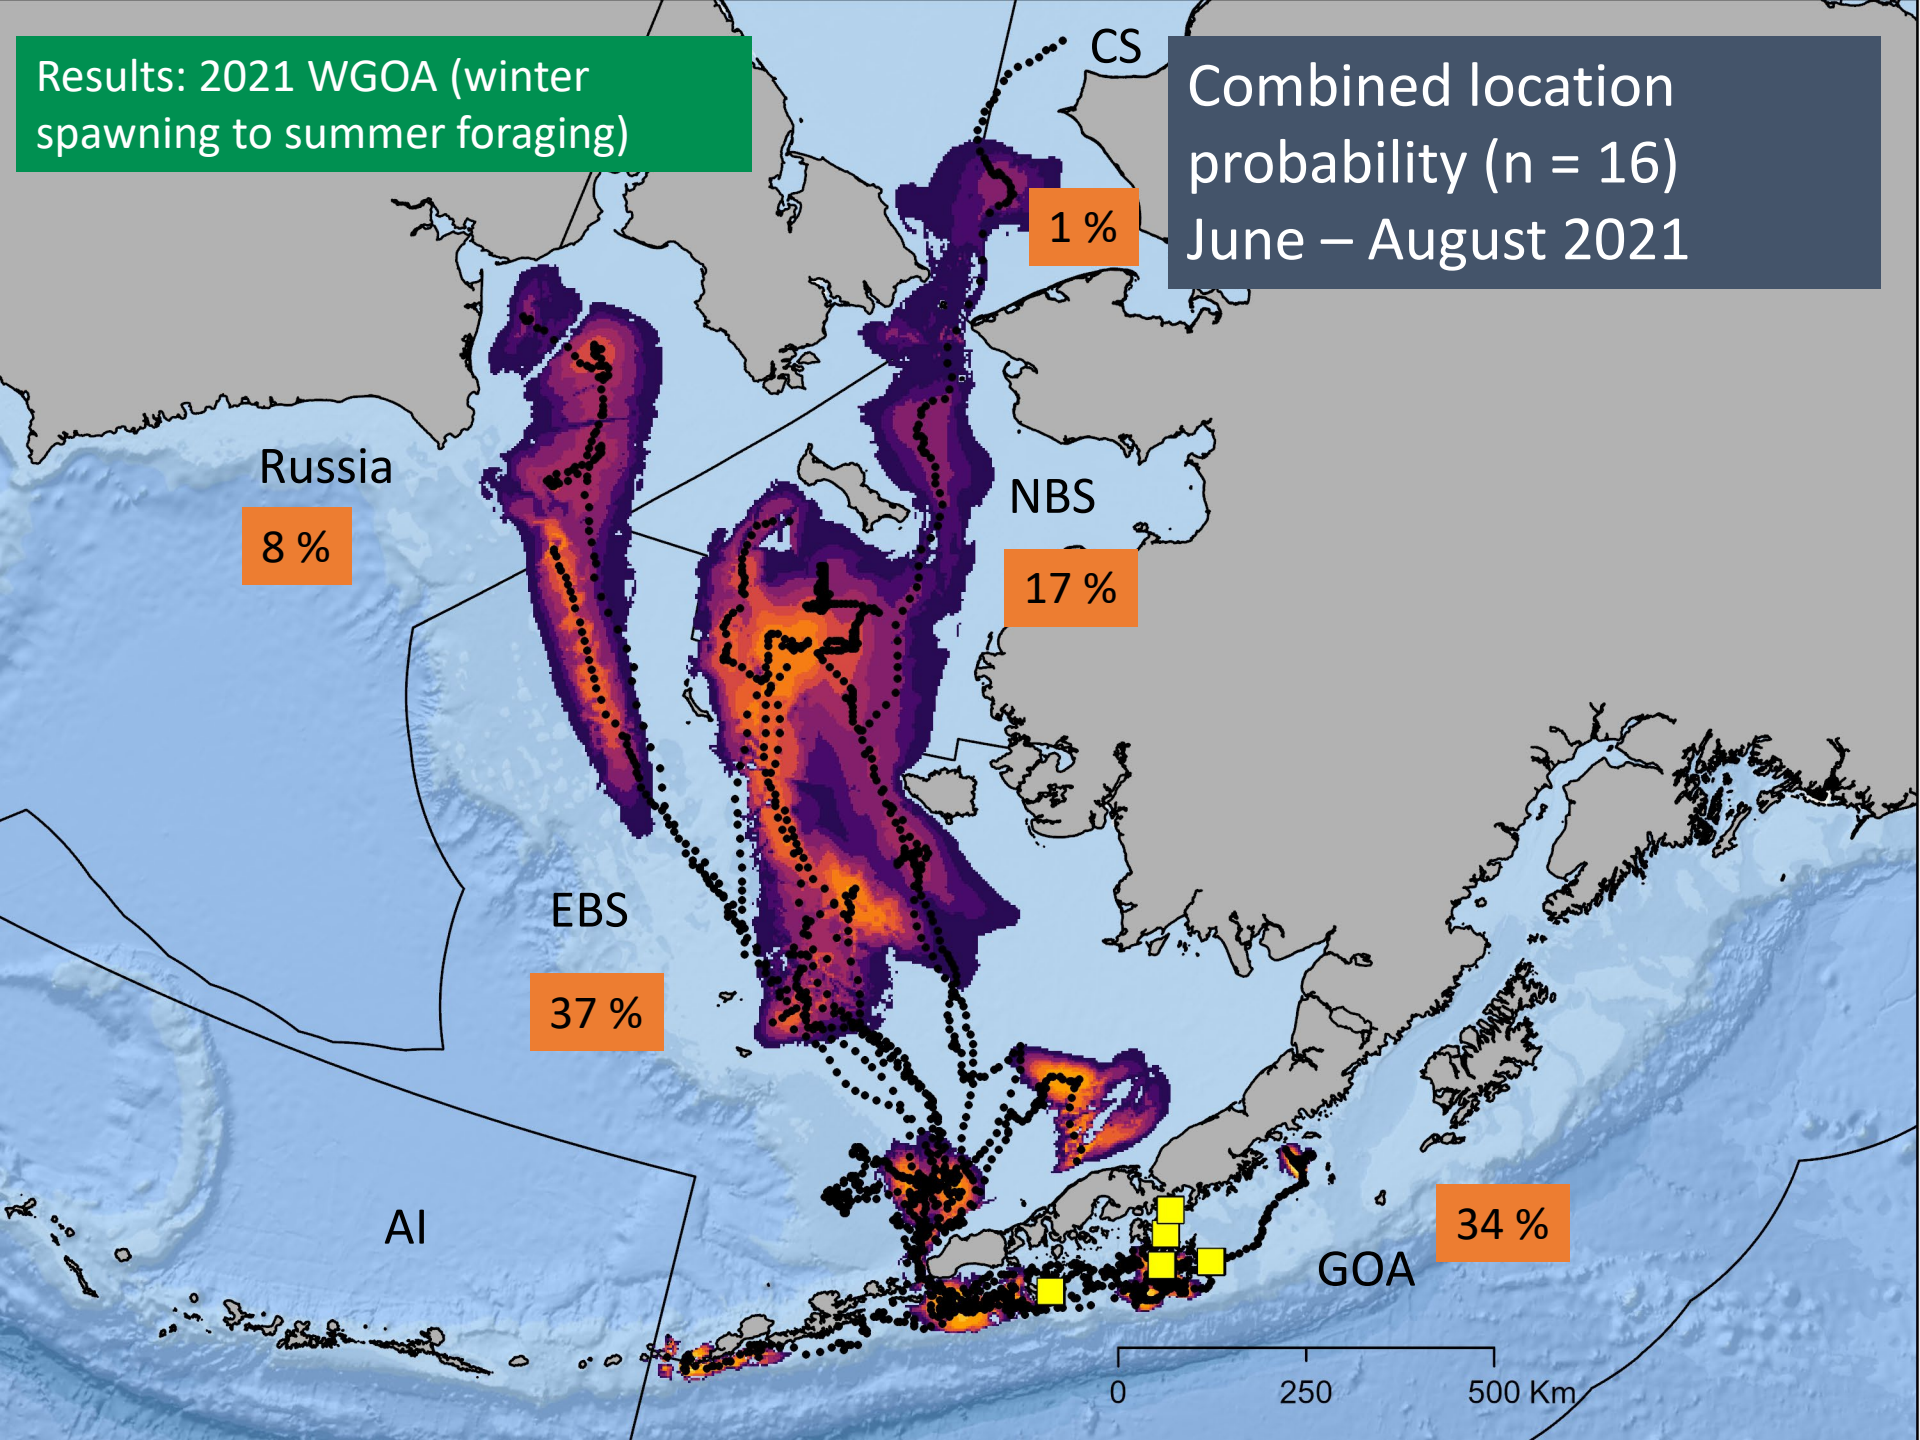 Results: 2021 WGOA (winter
spawning to summer foraging)
CS
Combined location
probability (n = 16)
June – August 2021
1 %
Russia
8 %
NBS
17 %
EBS
37 %
AI
34 %
GOA
0 250 500 Km